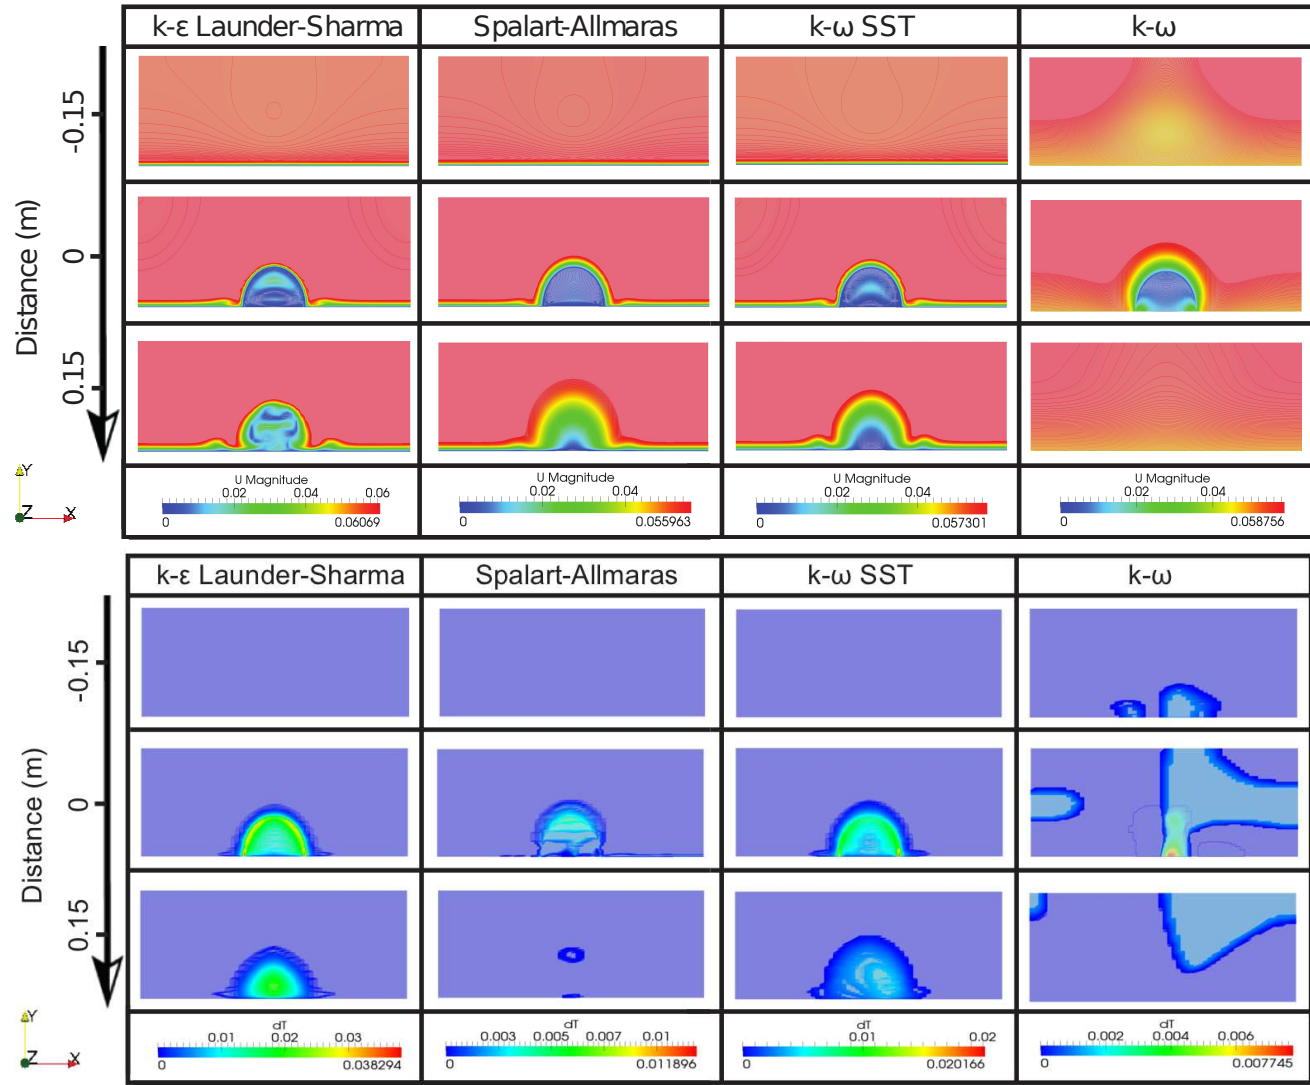 k-ε Launder-Sharma Spalart-Allmaras k-ω SST k-ω
-0.15
0
0.15
Distance (m)
Y
Z X
U Magnitude U Magnitude U Magnitude U Magnitude
0.02 0.04 0.06 0.02 0.04 0.02 0.04 0.02 0.04
0 0.06069 0 0.055963 0 0.057301 0 0.058756
k-ε Launder-Sharma Spalart-Allmaras k-ω SST k-ω
-0.15
0
0.15
Distance (m)
Y
Z X
dT dT dT dT
0.01 0.02 0.03 0.003 0.005 0.007 0.01 0.01 0.02 0.002 0.004 0.006
0 0.038294 0 0.011896 0 0.020166 0 0.007745